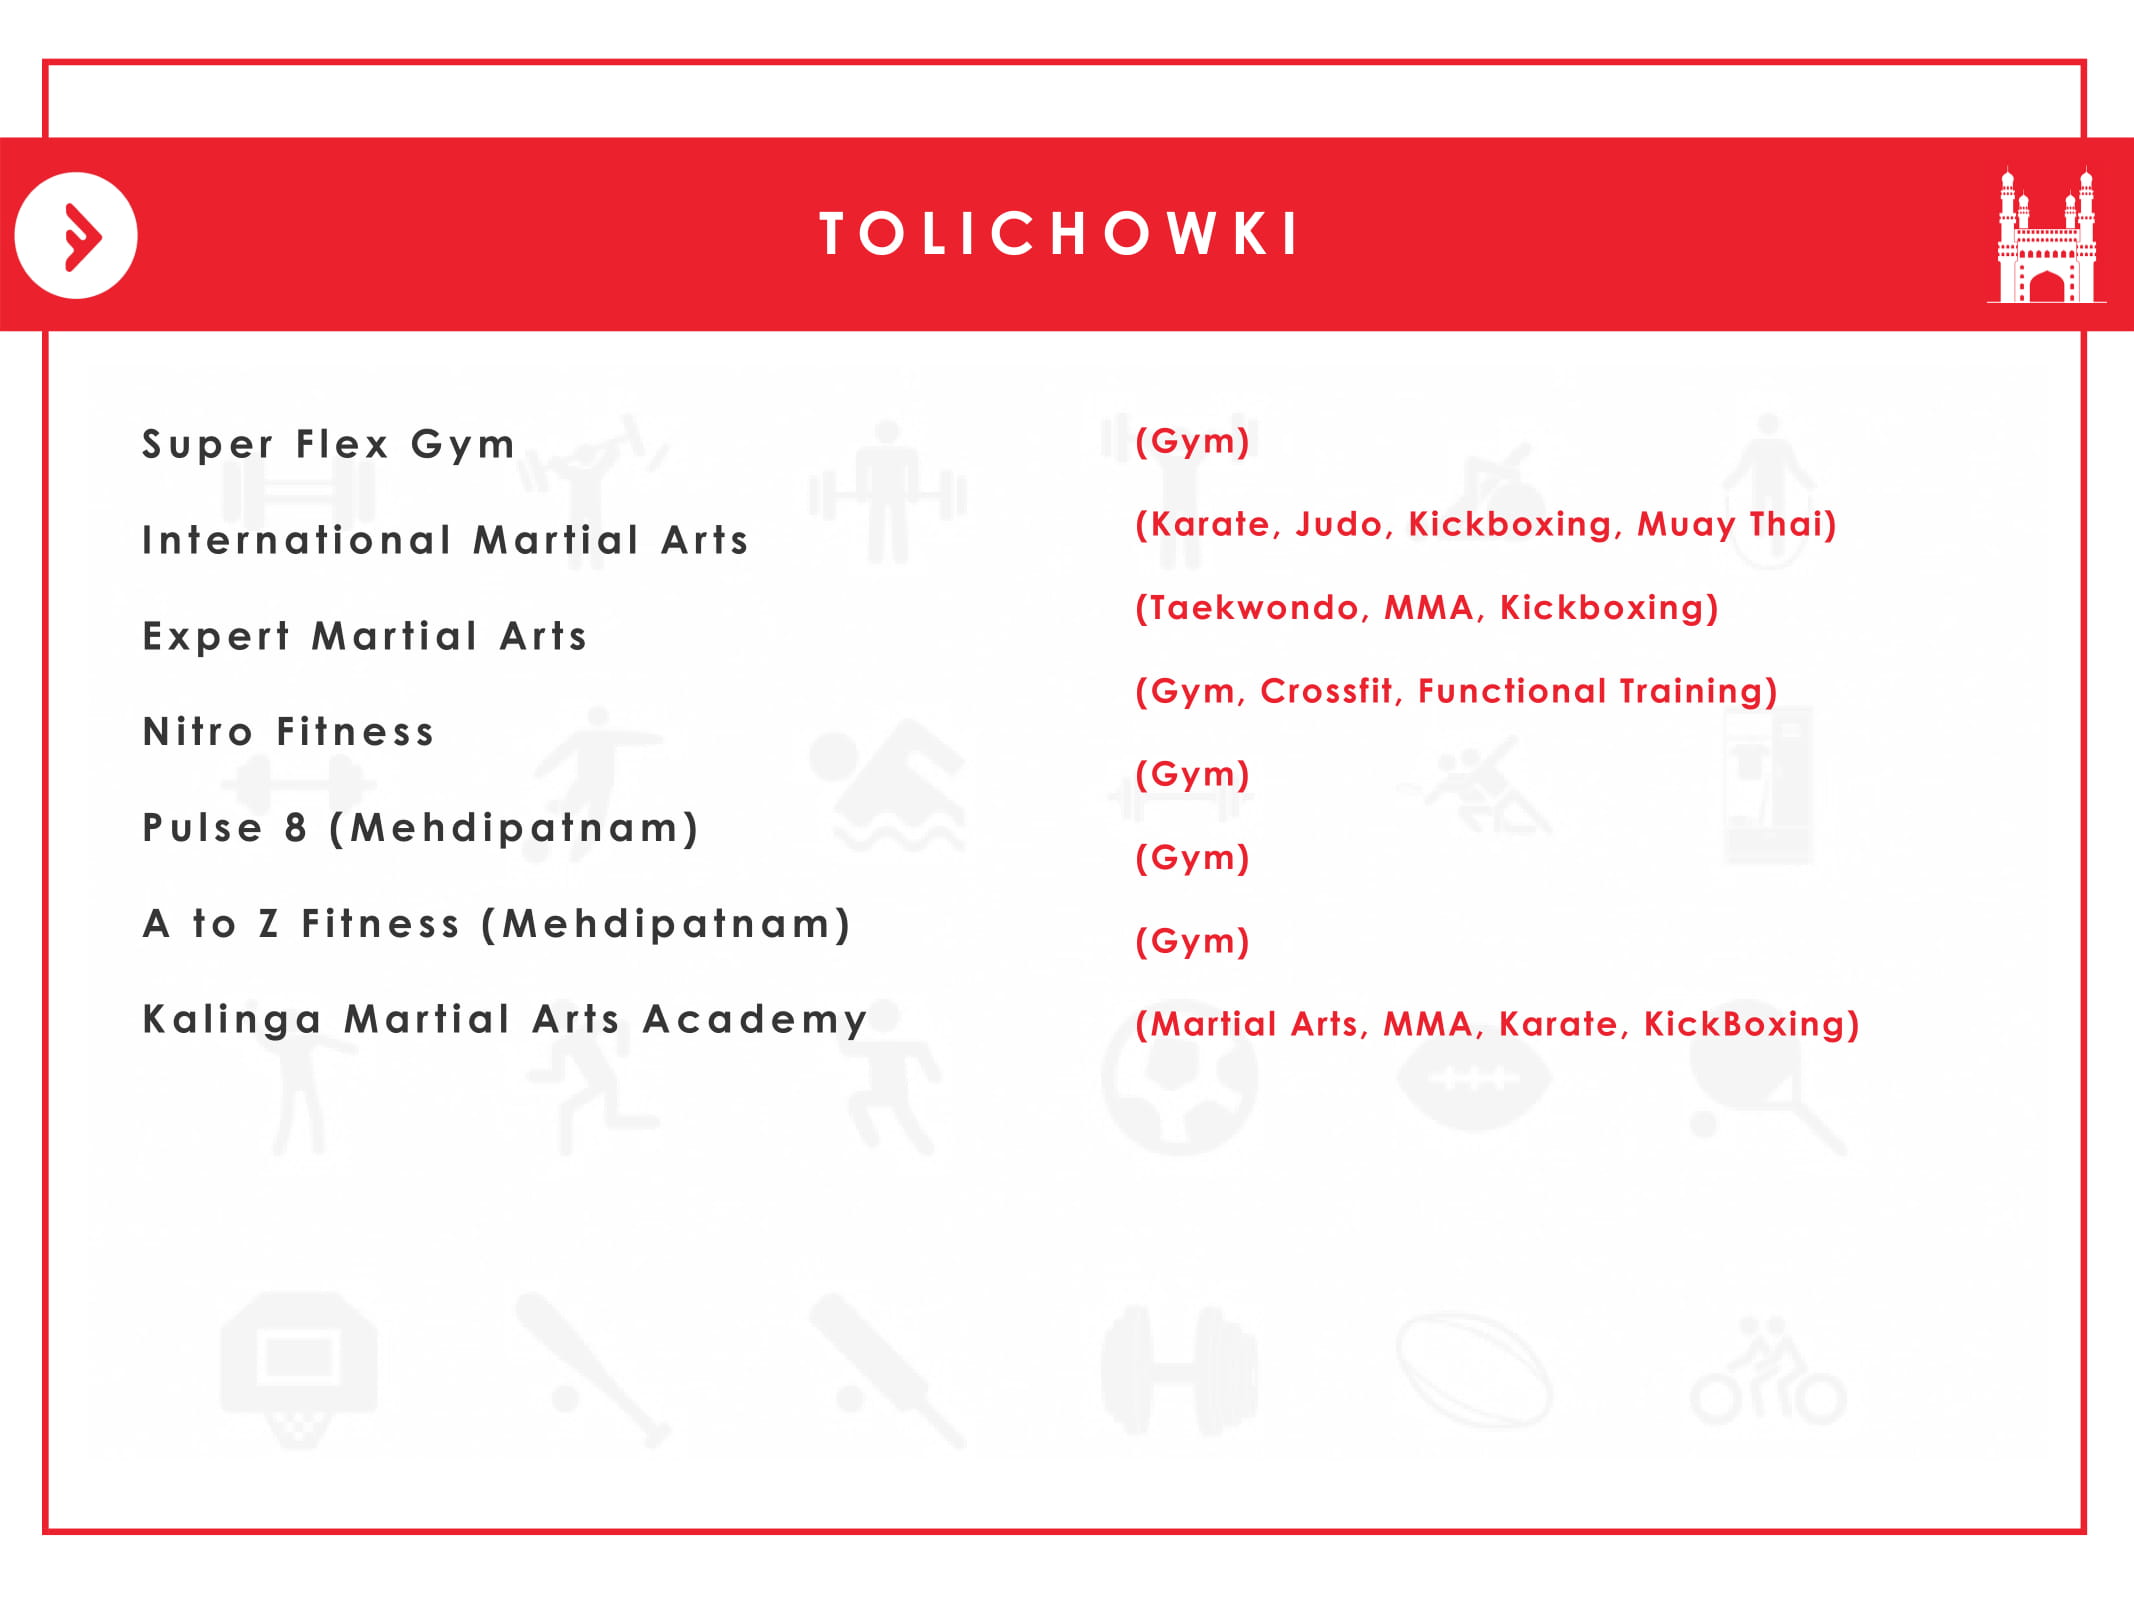 TOLICHOWKI
Super Flex Gym
International Martial Arts
Expert Martial Arts
Nitro Fitness
Pulse 8 (Mehdipatnam)
A to Z Fitness (Mehdipatnam)
Kalinga Martial Arts Academy
(Gym)
(Karate, Judo, Kickboxing, Muay Thai)
(Taekwondo, MMA, Kickboxing)
(Gym, Crossfit, Functional Training)
(Gym)
(Gym)
(Gym)
(Martial Arts, MMA, Karate, KickBoxing)